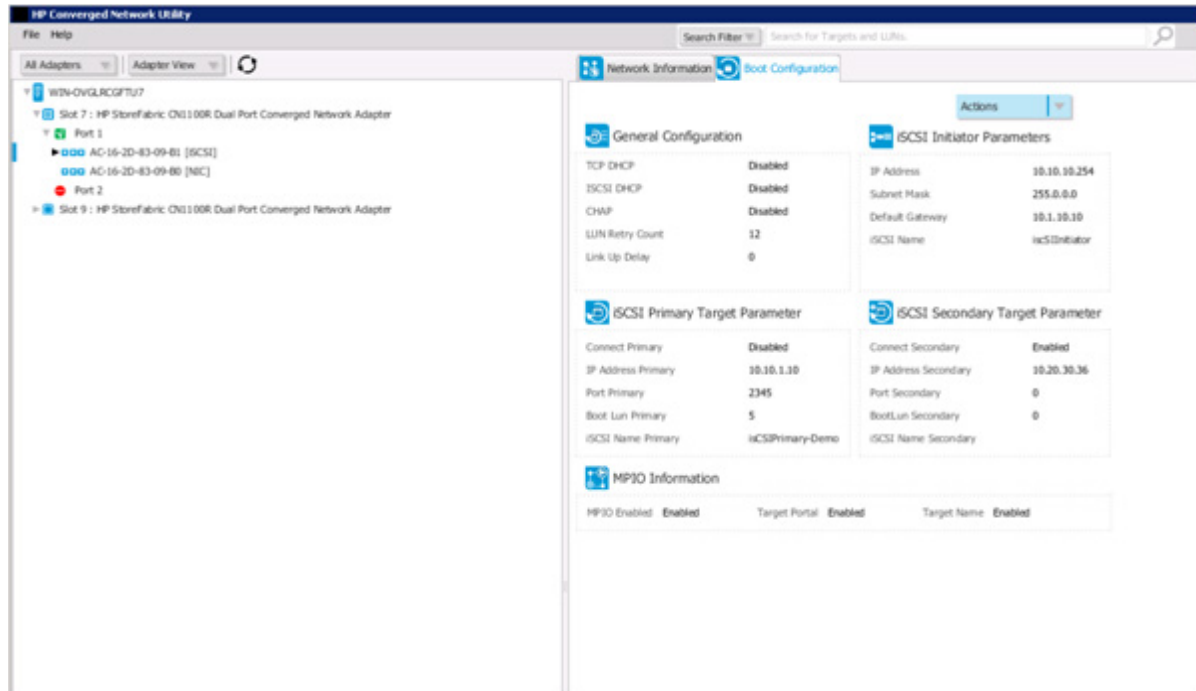 HP Converged Network Utility
File Help
Search Filter Search for Targets and LUNs.
All Adapters Adapter View
Network Information Boot Configuration
WIN-OVGLRCGFTU7
Slot 7 : HP StoreFabric CN1100R Dual Port Converged Network Adapter
Port 1
AC-16-2D-83-09-B1 [iSCSI]
AC-16-2D-83-09-B0 [NIC]
Port 2
Slot 9 : HP StoreFabric CN1100R Dual Port Converged Network Adapter
Actions
General Configuration
TCP DHCP Disabled
ISCSI DHCP Disabled
CHAP Disabled
LUN Retry Count 12
Link Up Delay 0
iSCSI Initiator Parameters
IP Address 10.10.10.254
Subnet Mask 255.0.0.0
Default Gateway 10.1.10.10
iSCSI Name iscSIInitiator
iSCSI Primary Target Parameter
Connect Primary Disabled
IP Address Primary 10.10.1.10
Port Primary 2345
Boot Lun Primary 5
iSCSI Name Primary isCSIPrimary-Demo
iSCSI Secondary Target Parameter
Connect Secondary Enabled
IP Address Secondary 10.20.30.36
Port Secondary 0
BootLun Secondary 0
iSCSI Name Secondary
MPIO Information
MPIO Enabled Enabled Target Portal Enabled Target Name Enabled